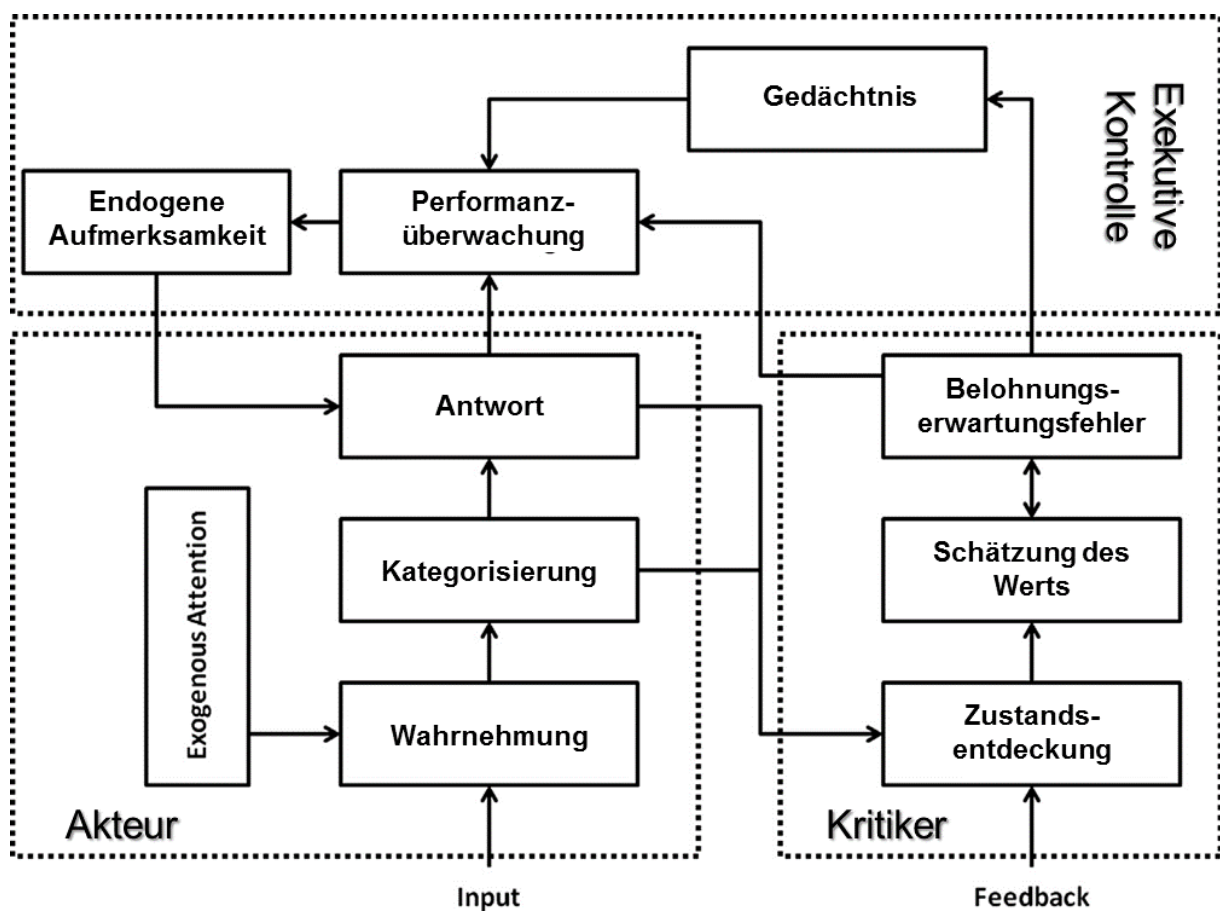 Gedächtnis
Exekutive
Kontrolle
Endogene
Aufmerksamkeit
Performanz-
überwachung
Antwort
Belohnungs-
erwartungsfehler
Exogenous Attention
Kategorisierung
Schätzung des
Werts
Wahrnehmung
Zustands-
entdeckung
Akteur
Kritiker
Input
Feedback